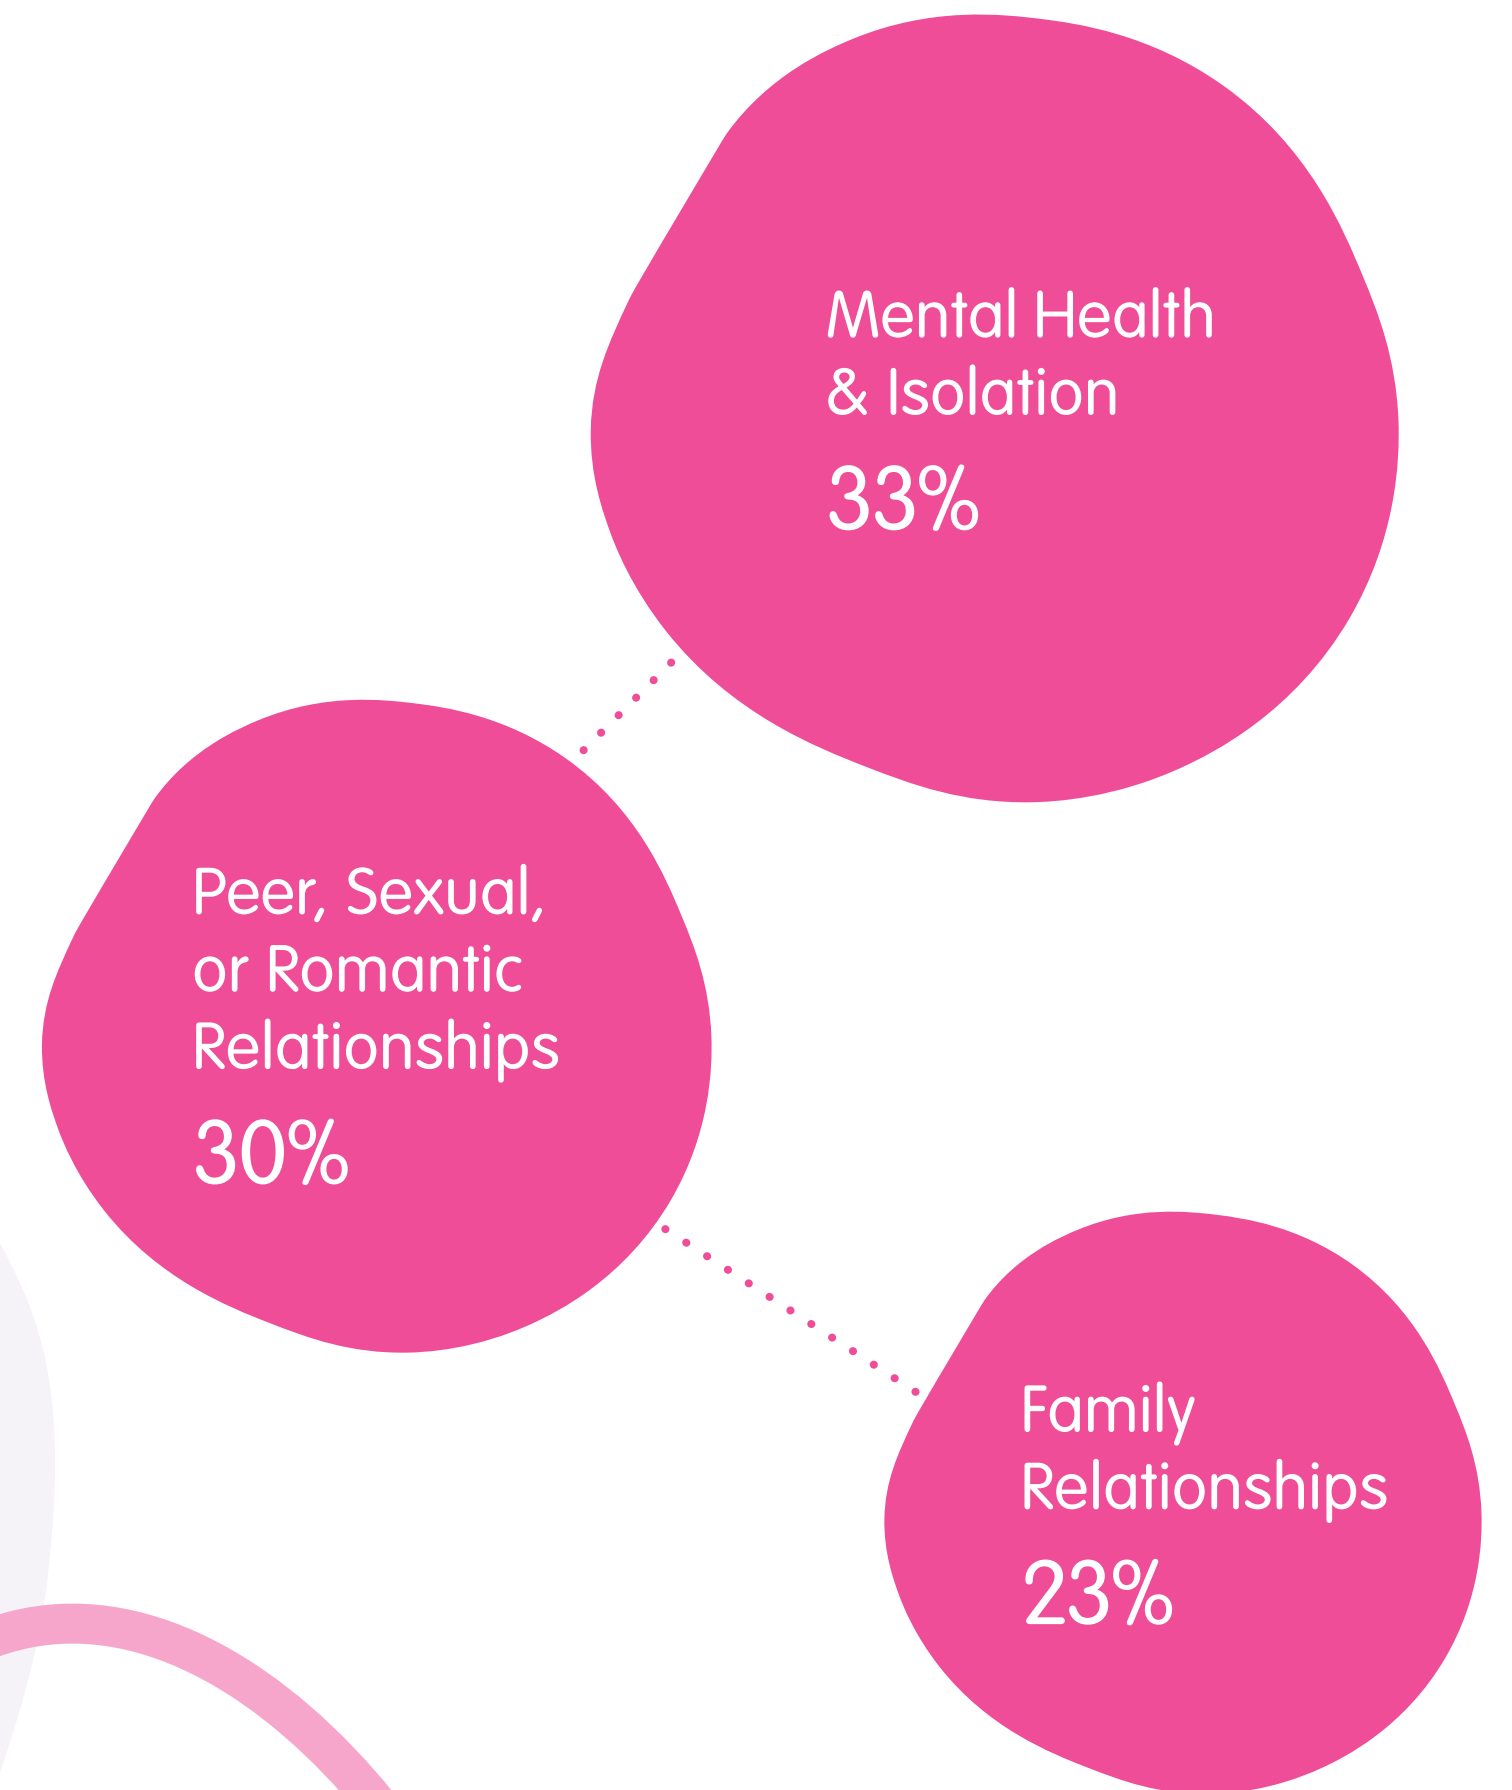 Mental Health
& Isolation
33%
Peer, Sexual,
or Romantic
Relationships
30%
Family
Relationships
23%